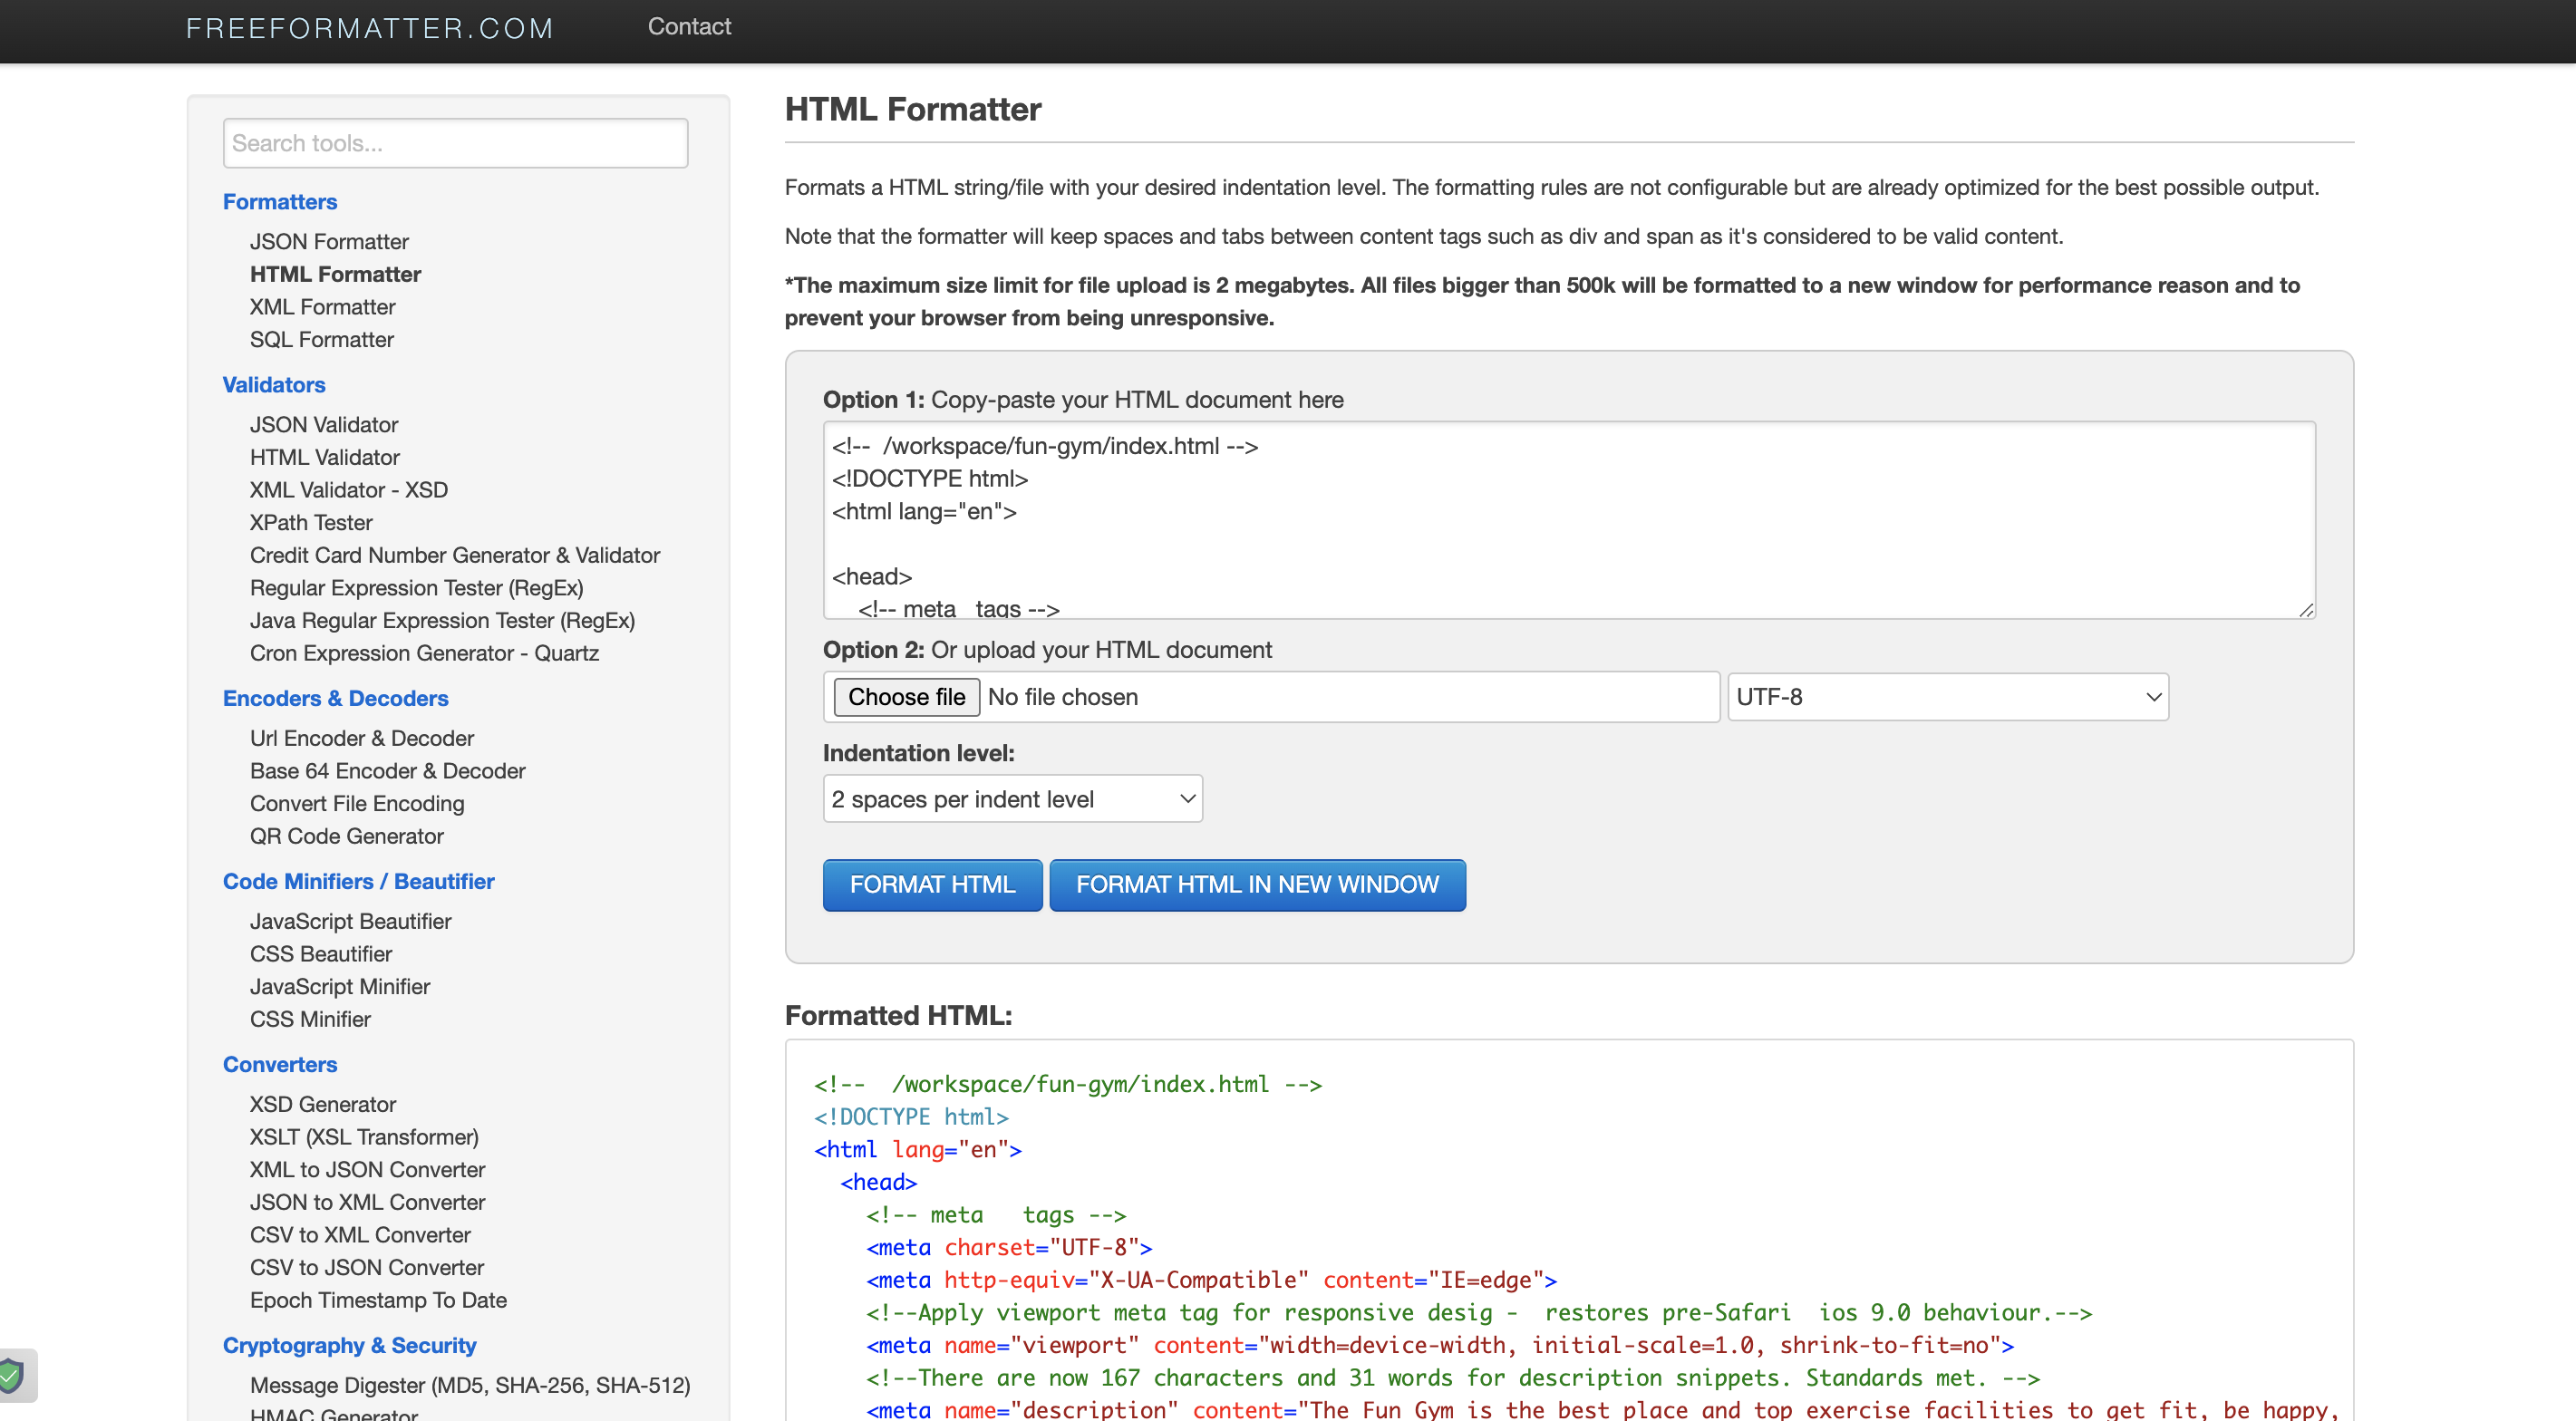 FREEFORMATTER.COM
Contact
Search tools...
Formatters
JSON Formatter
HTML Formatter
XML Formatter
SQL Formatter
Validators
JSON Validator
HTML Validator
XML Validator - XSD
XPath Tester
Credit Card Number Generator & Validator
Regular Expression Tester (RegEx)
Java Regular Expression Tester (RegEx)
Cron Expression Generator - Quartz
Encoders & Decoders
Url Encoder & Decoder
Base 64 Encoder & Decoder
Convert File Encoding
QR Code Generator
Code Minifiers / Beautifier
JavaScript Beautifier
CSS Beautifier
JavaScript Minifier
CSS Minifier
Converters
XSD Generator
XSLT (XSL Transformer)
XML to JSON Converter
JSON to XML Converter
CSV to XML Converter
CSV to JSON Converter
Epoch Timestamp To Date
Cryptography & Security
Message Digester (MD5, SHA-256, SHA-512)
HMAC Generator
HTML Formatter
Formats a HTML string/file with your desired indentation level. The formatting rules are not configurable but are already optimized for the best possible output.
Note that the formatter will keep spaces and tabs between content tags such as div and span as it's considered to be valid content.
*The maximum size limit for file upload is 2 megabytes. All files bigger than 500k will be formatted to a new window for performance reason and to
prevent your browser from being unresponsive.
Option 1: Copy-paste your HTML document here
<!--  /workspace/fun-gym/index.html -->
<!DOCTYPE html>
<html lang="en">
<head>
<!-- meta   tags -->
Option 2: Or upload your HTML document
Choose file No file chosen
UTF-8
Indentation level:
2 spaces per indent level
FORMAT HTML
FORMAT HTML IN NEW WINDOW
Formatted HTML:
<!--  /workspace/fun-gym/index.html -->
<!DOCTYPE html>
<html lang="en">
<head>
<!-- meta   tags -->
<meta charset="UTF-8">
<meta http-equiv="X-UA-Compatible" content="IE=edge">
<!--Apply viewport meta tag for responsive desig -  restores pre-Safari  ios 9.0 behaviour.-->
<meta name="viewport" content="width=device-width, initial-scale=1.0, shrink-to-fit=no">
<!--There are now 167 characters and 31 words for description snippets. Standards met. -->
<meta name="description" content="The Fun Gym is the best place and top exercise facilities to get fit, be happy,